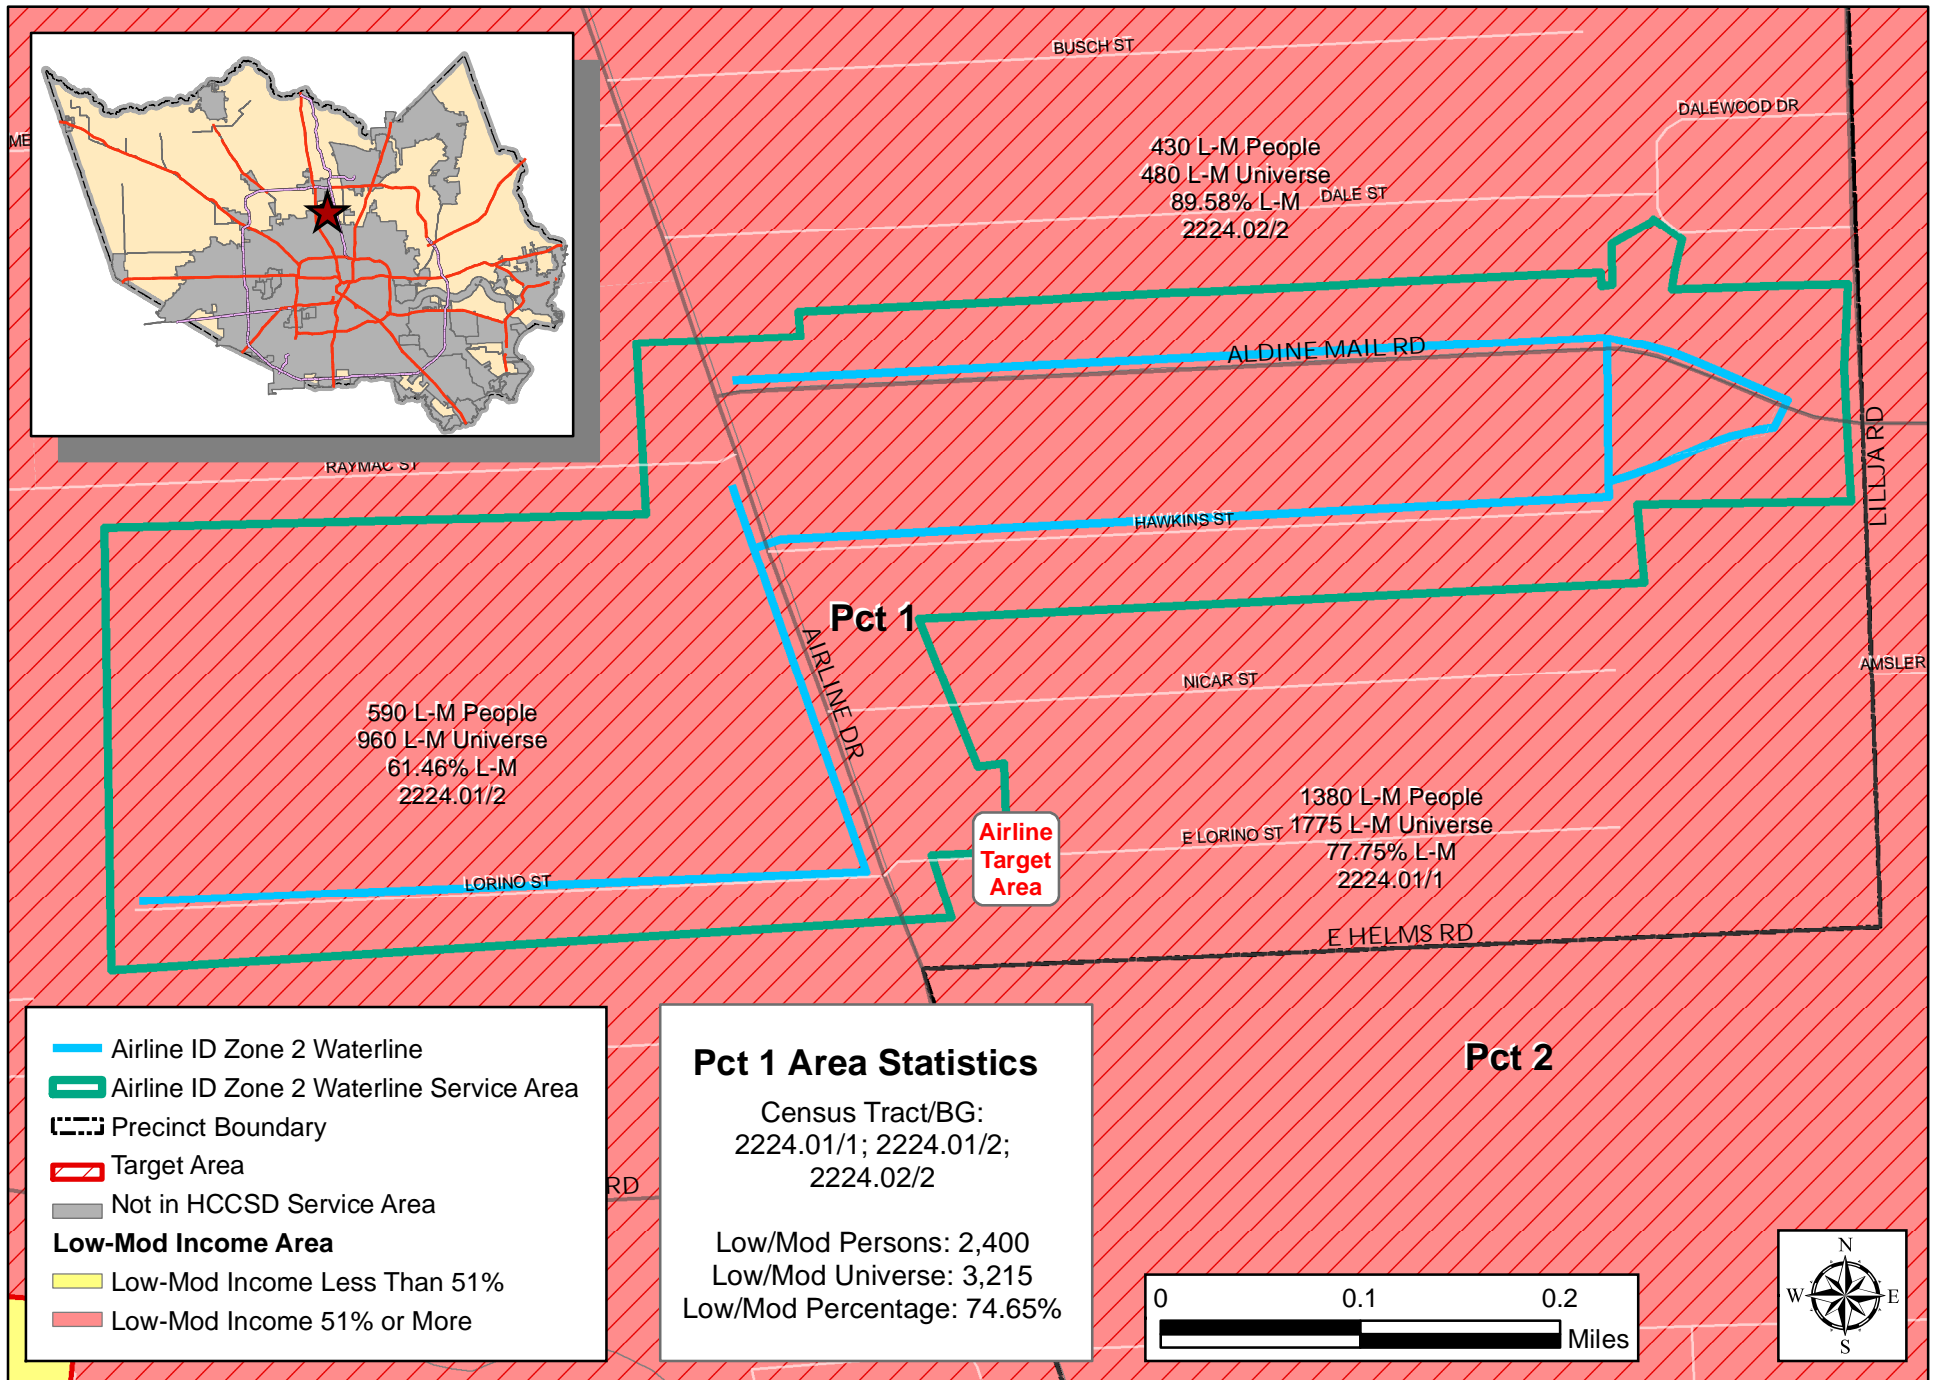 BUSCH ST
DALEWOOD DR
ME
430 L-M People
480 L-M Universe
89.58% L-M
2224.02/2
DALE ST
ALDINE MAIL RD
LILLJA RD
RAYMAC ST
HAWKINS ST
Pct 1
AIRLINE DR
AMSLER
NICAR ST
590 L-M People
960 L-M Universe
61.46% L-M
2224.01/2
1380 L-M People
1775 L-M Universe
77.75% L-M
2224.01/1
E LORINO ST
Airline
Target
Area
LORINO ST
E HELMS RD
Pct 2
RD
Airline ID Zone 2 Waterline
Airline ID Zone 2 Waterline Service Area
Precinct Boundary
Target Area
Not in HCCSD Service Area
Low-Mod Income Area
Low-Mod Income Less Than 51%
Low-Mod Income 51% or More
Pct 1 Area Statistics
Census Tract/BG:
2224.01/1; 2224.01/2;
2224.02/2
Low/Mod Persons: 2,400
Low/Mod Universe: 3,215
Low/Mod Percentage: 74.65%
0 0.1 0.2
Miles
N
W E
S